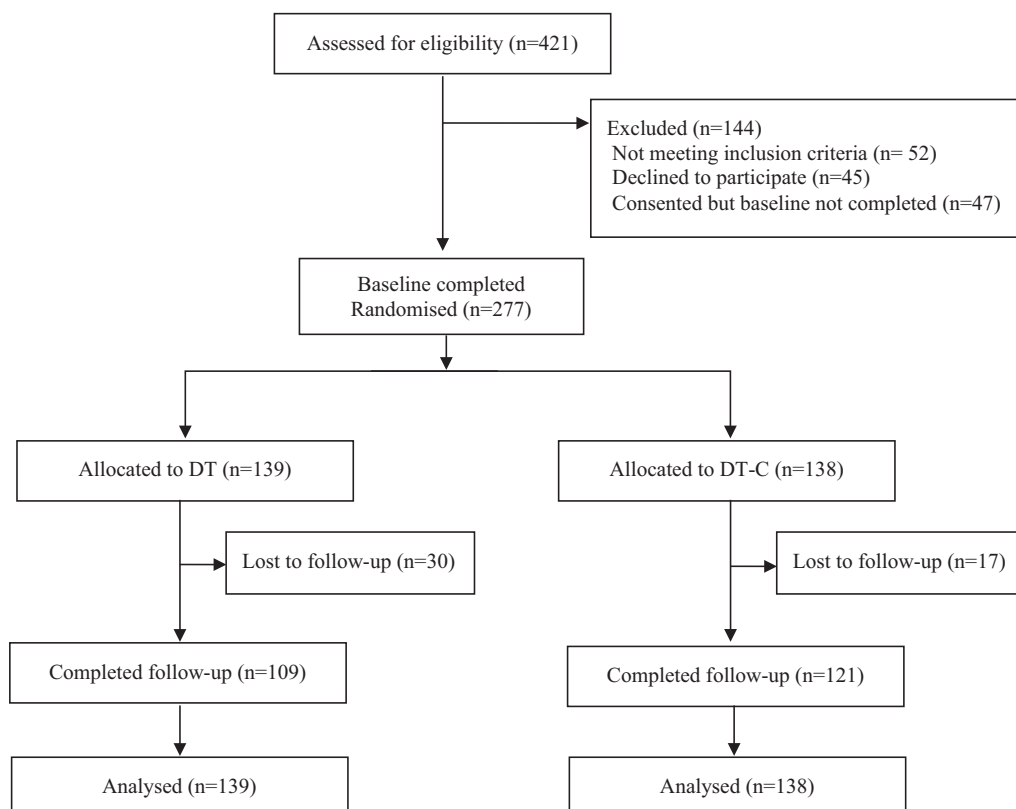 Assessed for eligibility (n=421)
Excluded (n=144)
Not meeting inclusion criteria (n= 52)
Declined to participate (n=45)
Consented but baseline not completed (n=47)
Baseline completed
Randomised (n=277)
Allocated to DT (n=139)
Allocated to DT-C (n=138)
Lost to follow-up (n=30)
Lost to follow-up (n=17)
Completed follow-up (n=109)
Completed follow-up (n=121)
Analysed (n=139)
Analysed (n=138)